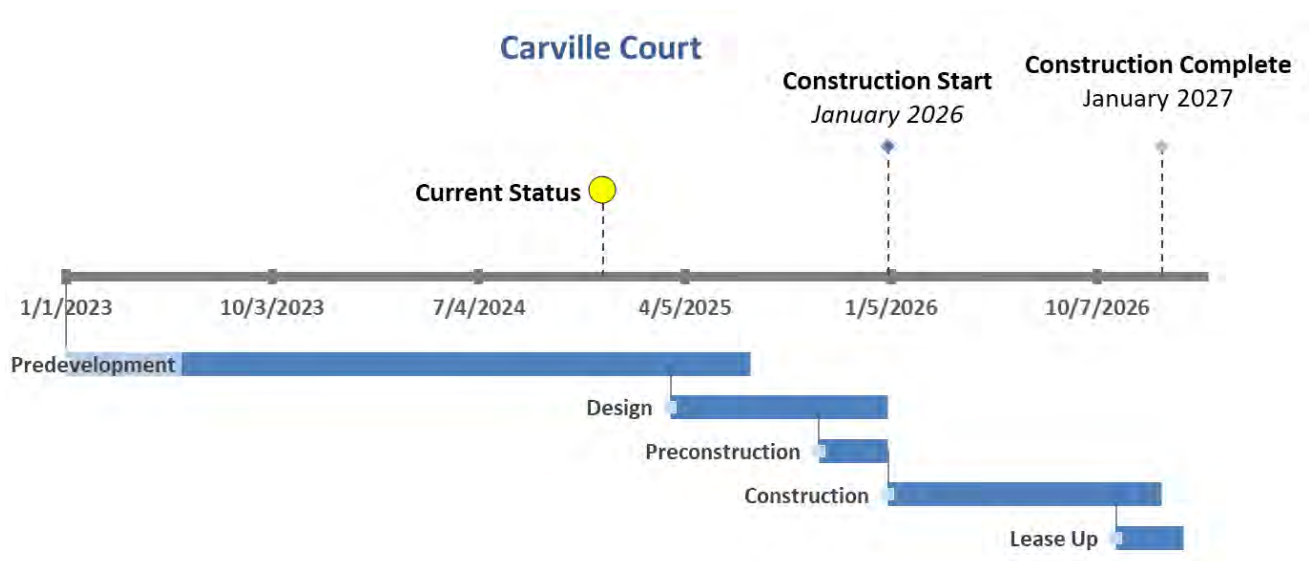 Carville Court
Construction Start
January 2026
Construction Complete
January 2027
Current Status
1/1/2023
10/3/2023
7/4/2024
4/5/2025
1/5/2026
10/7/2026
Predevelopment
Design
Preconstruction
Construction
Lease Up